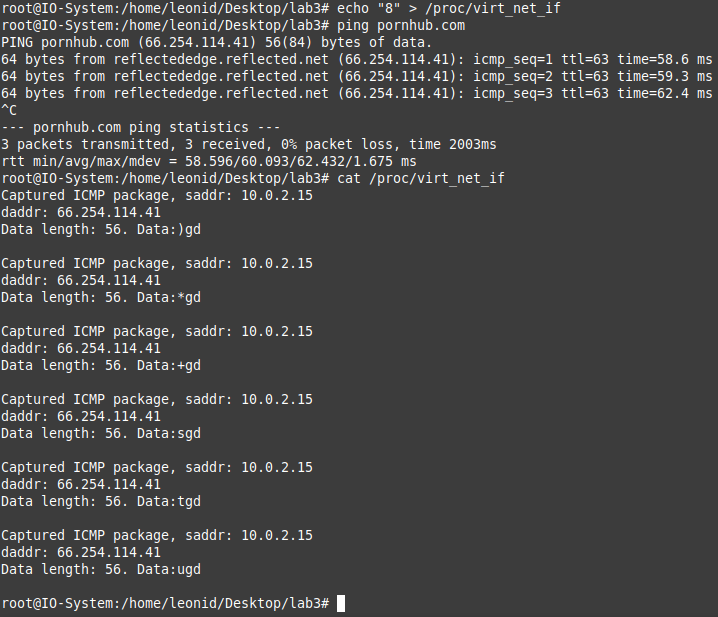 root@IO-System:/home/leonid/Desktop/lab3# echo "8" > /proc/virt_net_if
root@IO-System:/home/leonid/Desktop/lab3# ping pornhub.com
PING pornhub.com (66.254.114.41) 56(84) bytes of data.
64 bytes from reflectededge.reflected.net (66.254.114.41): icmp_seq=1 ttl=63 time=58.6 ms
64 bytes from reflectededge.reflected.net (66.254.114.41): icmp_seq=2 ttl=63 time=59.3 ms
64 bytes from reflectededge.reflected.net (66.254.114.41): icmp_seq=3 ttl=63 time=62.4 ms
^C
--- pornhub.com ping statistics ---
3 packets transmitted, 3 received, 0% packet loss, time 2003ms
rtt min/avg/max/mdev = 58.596/60.093/62.432/1.675 ms
root@IO-System:/home/leonid/Desktop/lab3# cat /proc/virt_net_if
Captured ICMP package, saddr: 10.0.2.15
daddr: 66.254.114.41
Data length: 56. Data:)gd
Captured ICMP package, saddr: 10.0.2.15
daddr: 66.254.114.41
Data length: 56. Data:*gd
Captured ICMP package, saddr: 10.0.2.15
daddr: 66.254.114.41
Data length: 56. Data:+gd
Captured ICMP package, saddr: 10.0.2.15
daddr: 66.254.114.41
Data length: 56. Data:sgd
Captured ICMP package, saddr: 10.0.2.15
daddr: 66.254.114.41
Data length: 56. Data:tgd
Captured ICMP package, saddr: 10.0.2.15
daddr: 66.254.114.41
Data length: 56. Data:ugd
root@IO-System:/home/leonid/Desktop/lab3#